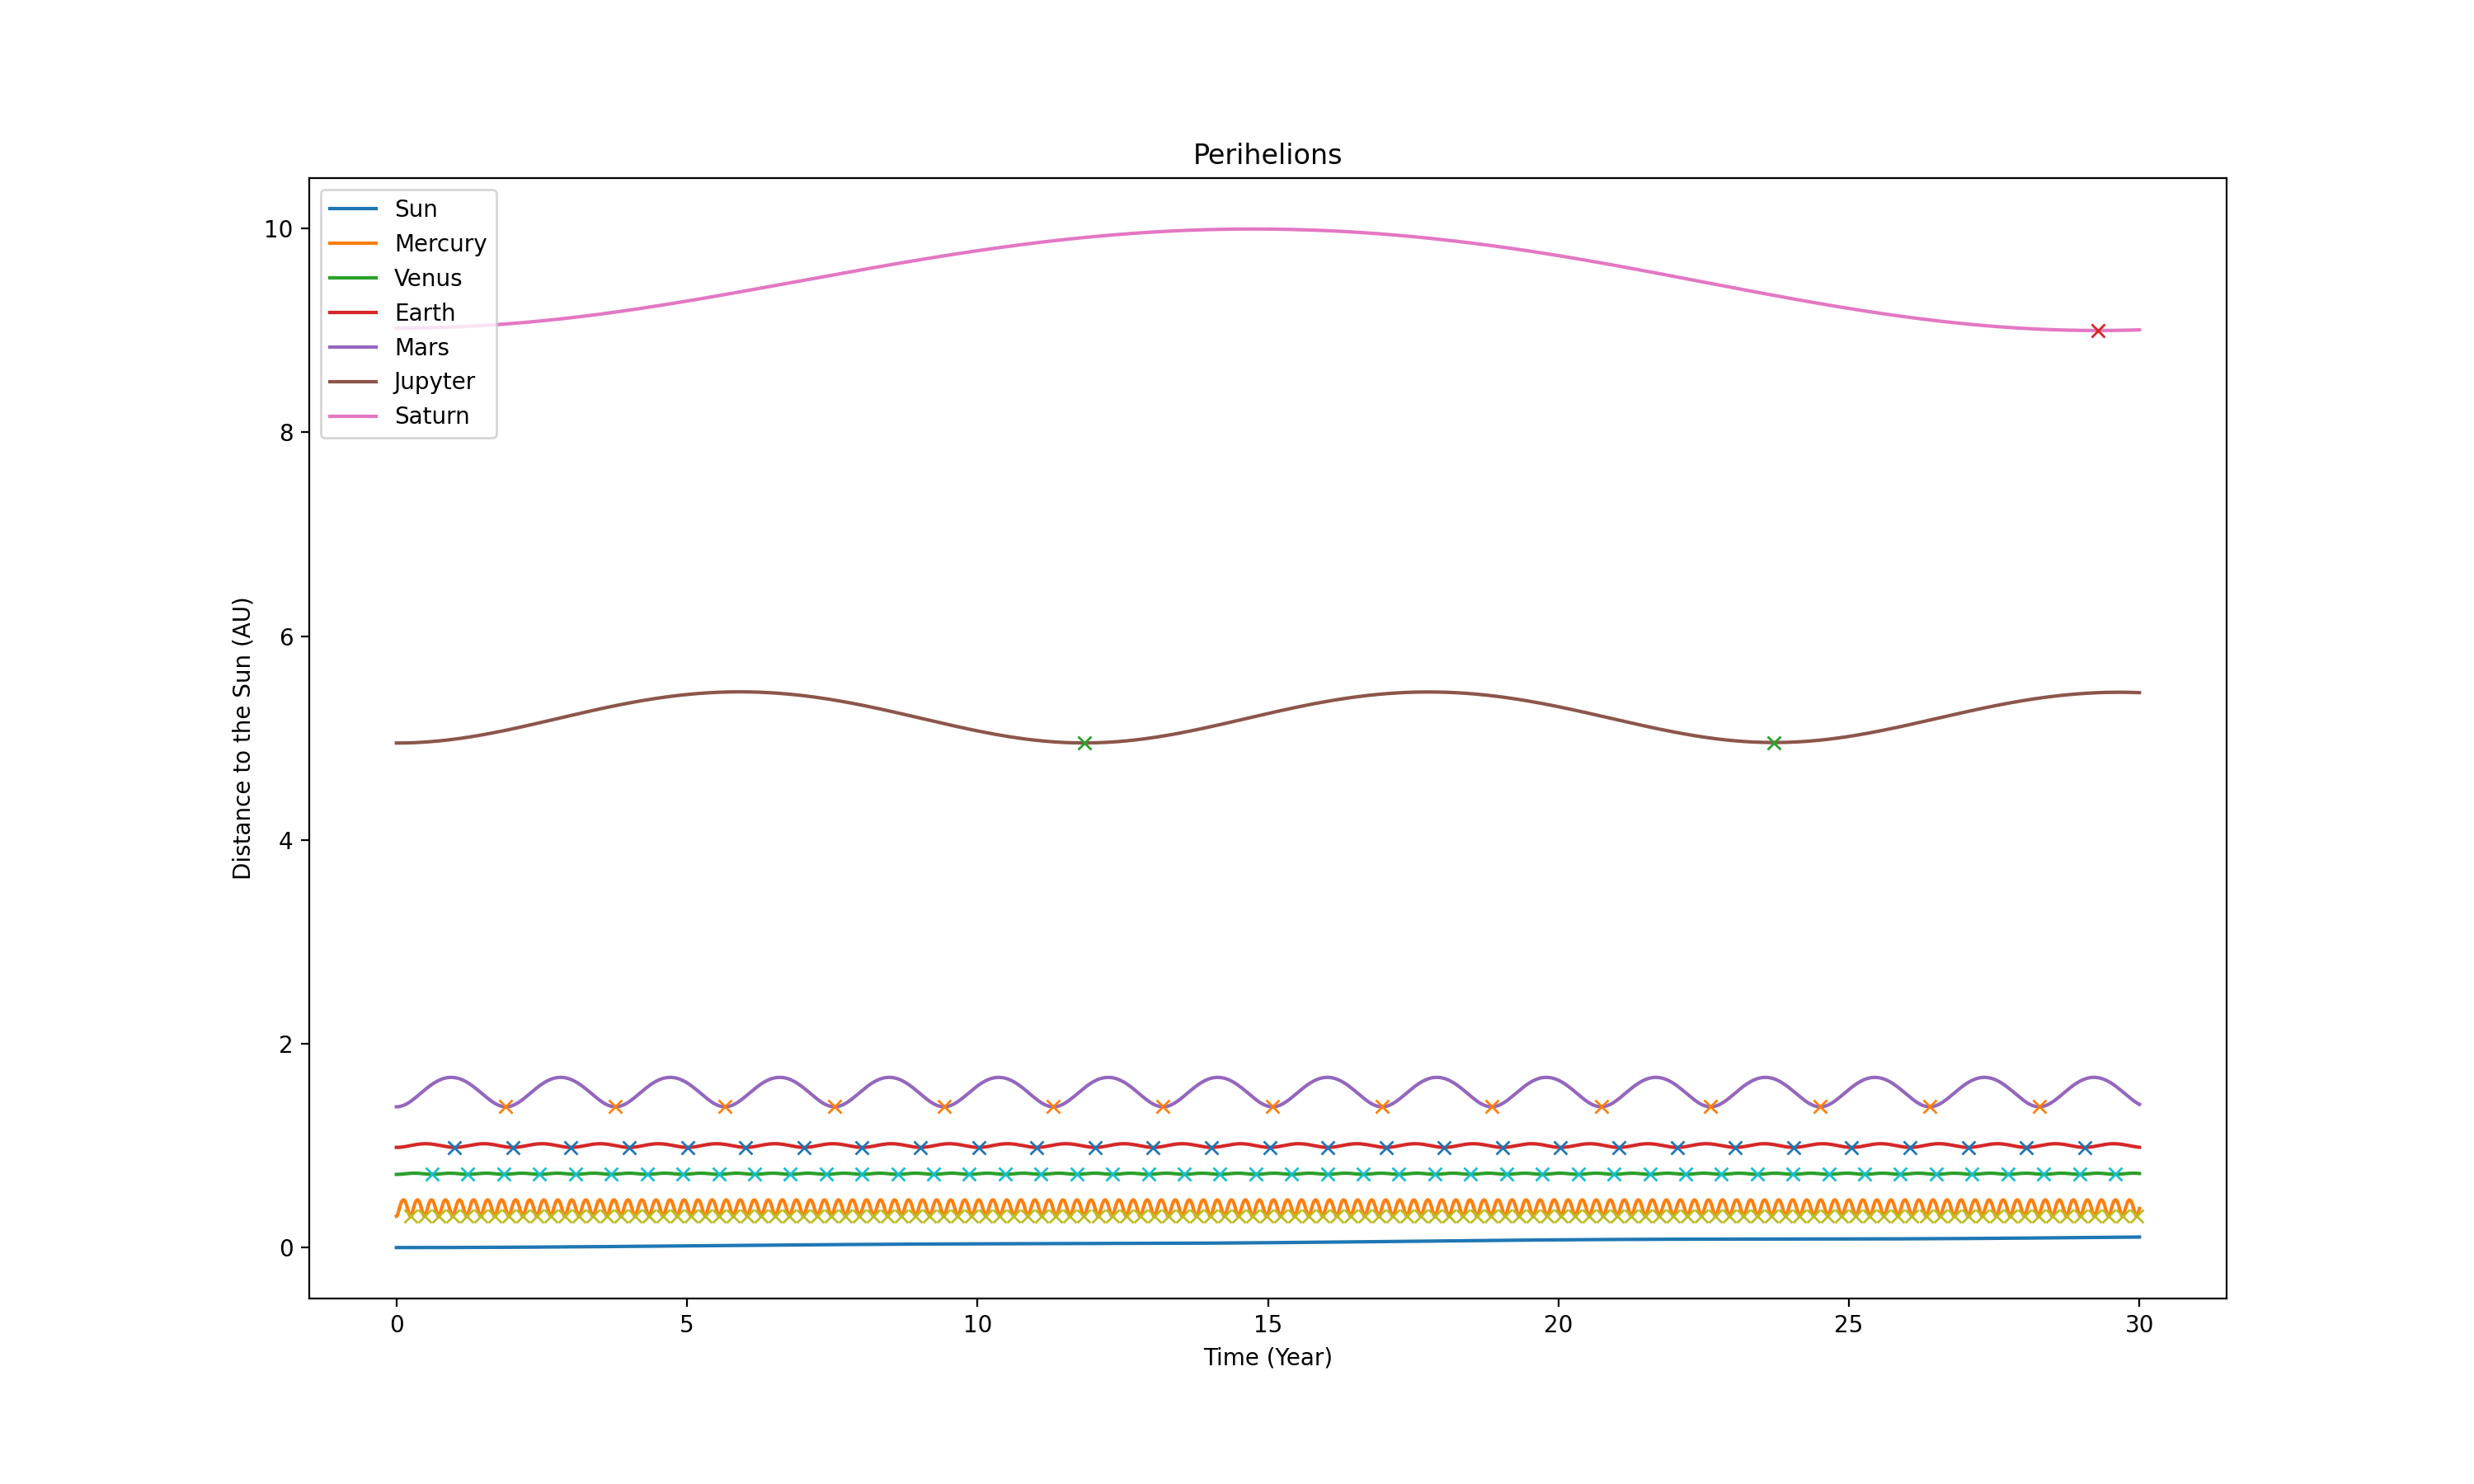 Perihelions
Sun
Mercury
Venus
Earth
Mars
Jupyter
Saturn
Distance to the Sun (AU)
10
8
6
4
2
0
0 5 10 15 20 25 30
Time (Year)